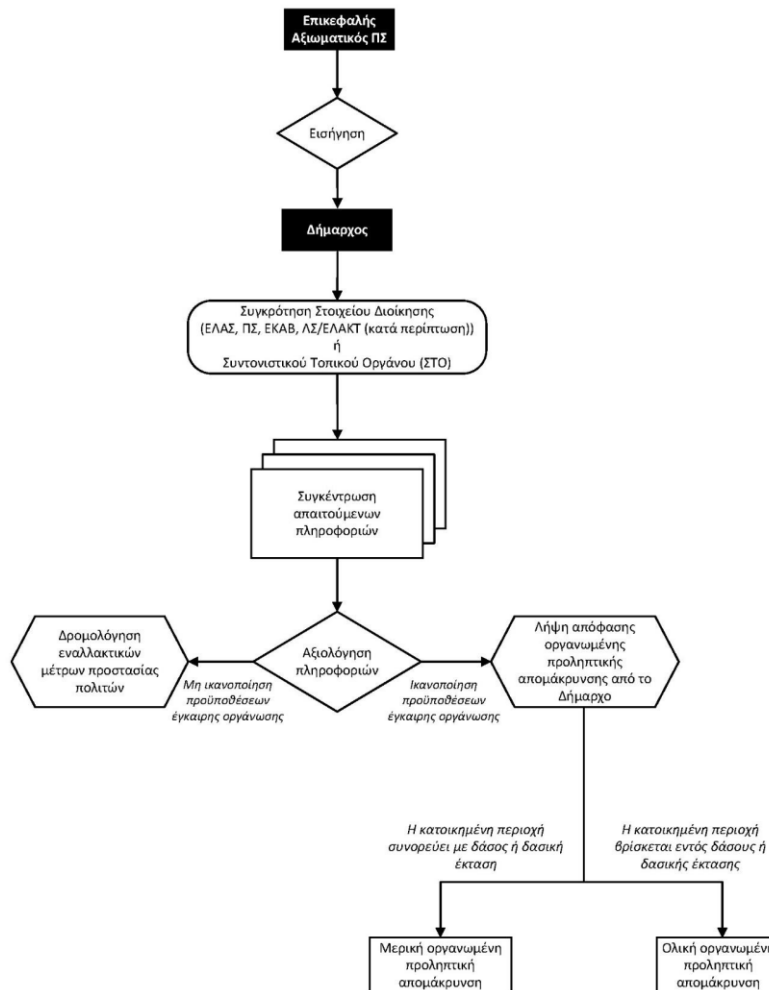 Επικεφαλής
Αξιωματικός ΠΣ
Εισήγηση
Δήμαρχος
Συγκρότηση Στοιχείου Διοίκησης
(ΕΛΑΣ, ΠΣ, ΕΚΑΒ, ΛΣ/ΕΛΑΚΤ (κατά περίπτωση))
ή
Συντονιστικού Τοπικού Οργάνου (ΣΤΟ)
Συγκέντρωση
απαιτούμενων
πληροφοριών
Δρομολόγηση
εναλλακτικών
μέτρων προστασίας
πολιτών
Αξιολόγηση
πληροφοριών
Λήψη απόφασης
οργανωμένης
προληπτικής
απομάκρυνσης από το
Δήμαρχο
Μη ικανοποίηση
προϋποθέσεων
έγκαιρης οργάνωσης
Ικανοποίηση
προϋποθέσεων
έγκαιρης οργάνωσης
Η κατοικημένη περιοχή
συνορεύει με δάσος ή δασική
έκταση
Η κατοικημένη περιοχή
βρίσκεται εντός δάσους ή
δασικής έκτασης
Μερική οργανωμένη
προληπτική
απομάκρυνση
Ολική οργανωμένη
προληπτική
απομάκρυνση